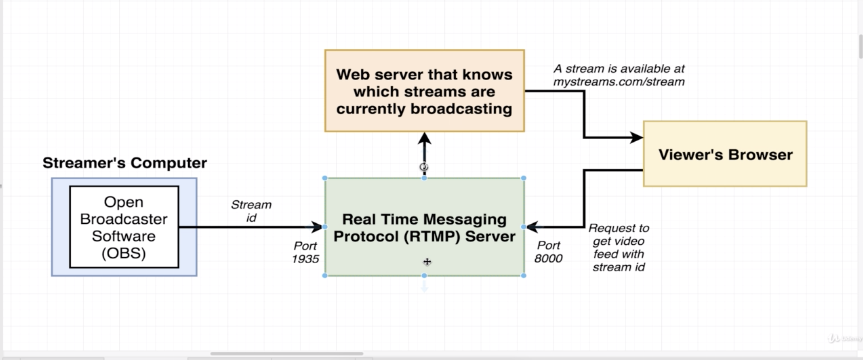 Web server that knows
which streams are
currently broadcasting
A stream is available at
mystreams.com/stream
Viewer's Browser
Streamer's Computer
Open
Broadcaster
Software
(OBS)
Stream
id
Port
1935
Real Time Messaging
Protocol (RTMP) Server
Port
8000
Request to
get video
feed with
stream id